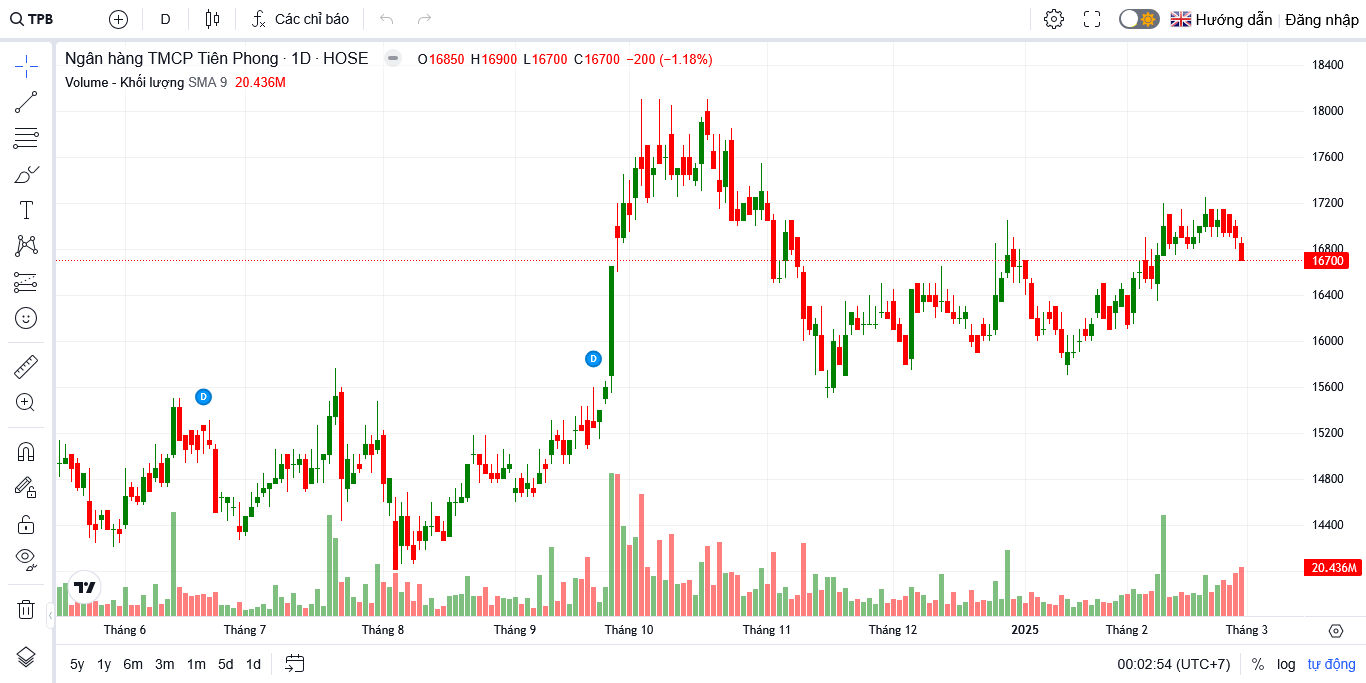 TPB D Các chỉ báo Hướng dẫn Đăng nhập
Ngân hàng TMCP Tiên Phong · 1D · HOSE O16850 H16900 L16700 C16700 −200 (−1.18%)
Volume - Khối lượng SMA 9 20.436M
18400
18000
17600
17200
16800
16700
16400
16000
D
15600
D
15200
14800
14400
20.436M
Tháng 6 Tháng 7 Tháng 8 Tháng 9 Tháng 10 Tháng 11 Tháng 12 2025 Tháng 2 Tháng 3
5y 1y 6m 3m 1m 5d 1d 00:02:54 (UTC+7) % log tự động